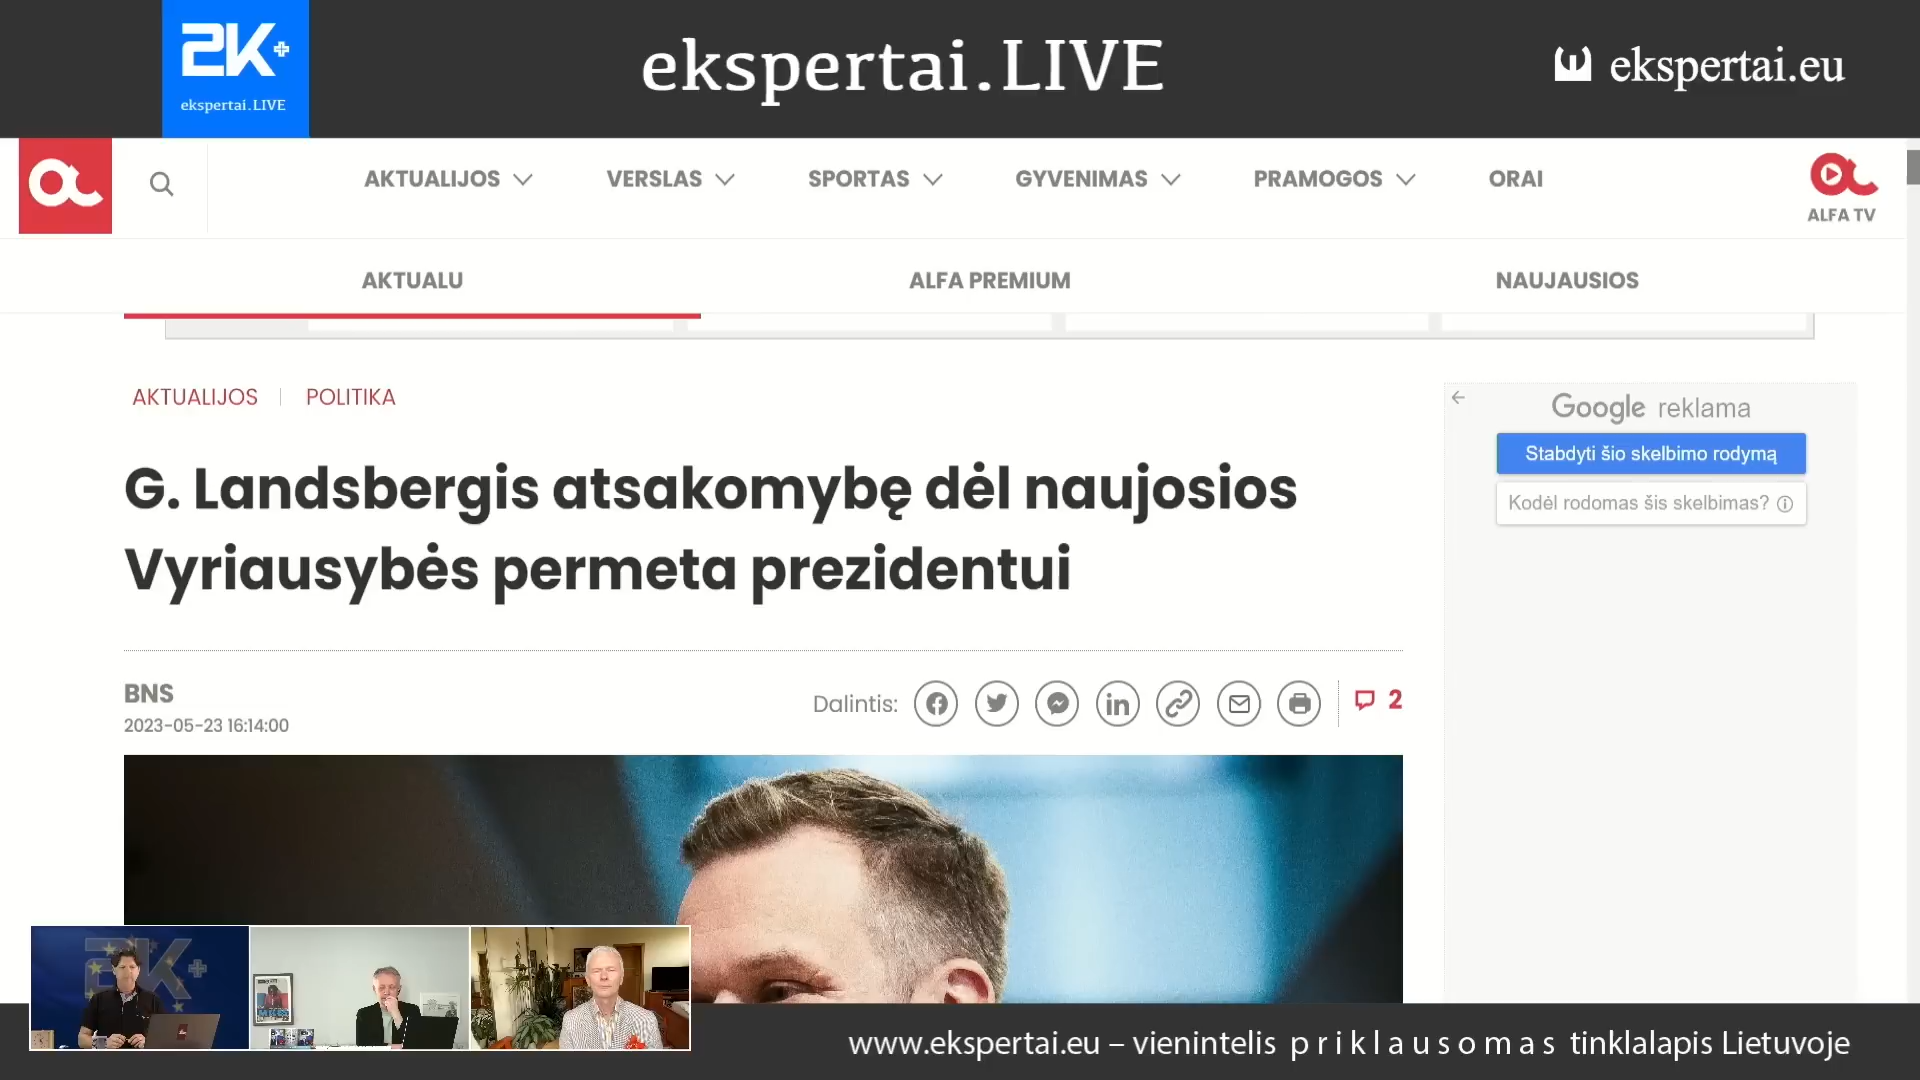 2K+
ekspertai.LIVE
ekspertai.LIVE
ekspertai.eu
AKTUALIJOS
VERSLAS
SPORTAS
GYVENIMAS
PRAMOGOS
ORAI
ALFA TV
AKTUALU
ALFA PREMIUM
NAUJAUSIOS
AKTUALIJOS
POLITIKA
Google reklama
Stabdyti šio skelbimo rodymą
Kodėl rodomas šis skelbimas?
G. Landsbergis atsakomybę dėl naujosios
Vyriausybės permeta prezidentui
BNS
2023-05-23 16:14:00
Dalintis:
2
2K+
www.ekspertai.eu – vienintelis priklausomas tinklalapis Lietuvoje